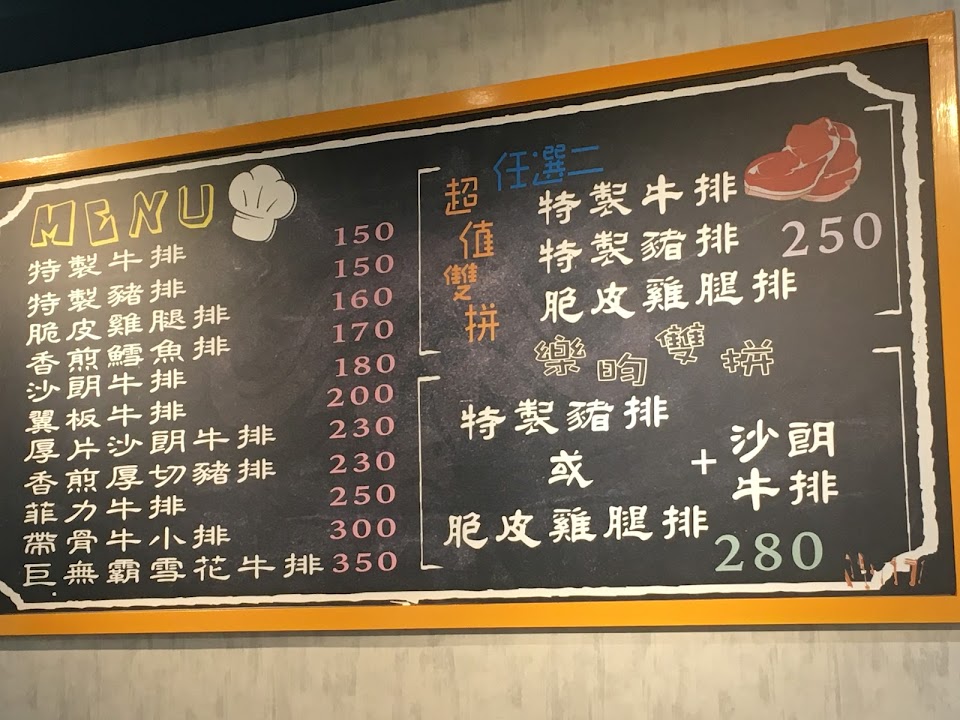 MENU
特製牛排 150
特製豬排 150
脆皮雞腿排 160
香煎鱈魚排 170
沙朗牛排 180
翼板牛排 200
厚片沙朗牛排 230
香煎厚切豬排 230
菲力牛排 250
帶骨牛小排 300
巨無霸雪花牛排 350
超值雙拼
任選二
特製牛排
特製豬排 250
脆皮雞腿排
樂昀雙拼
特製豬排
或
脆皮雞腿排
+
沙朗
牛排
280